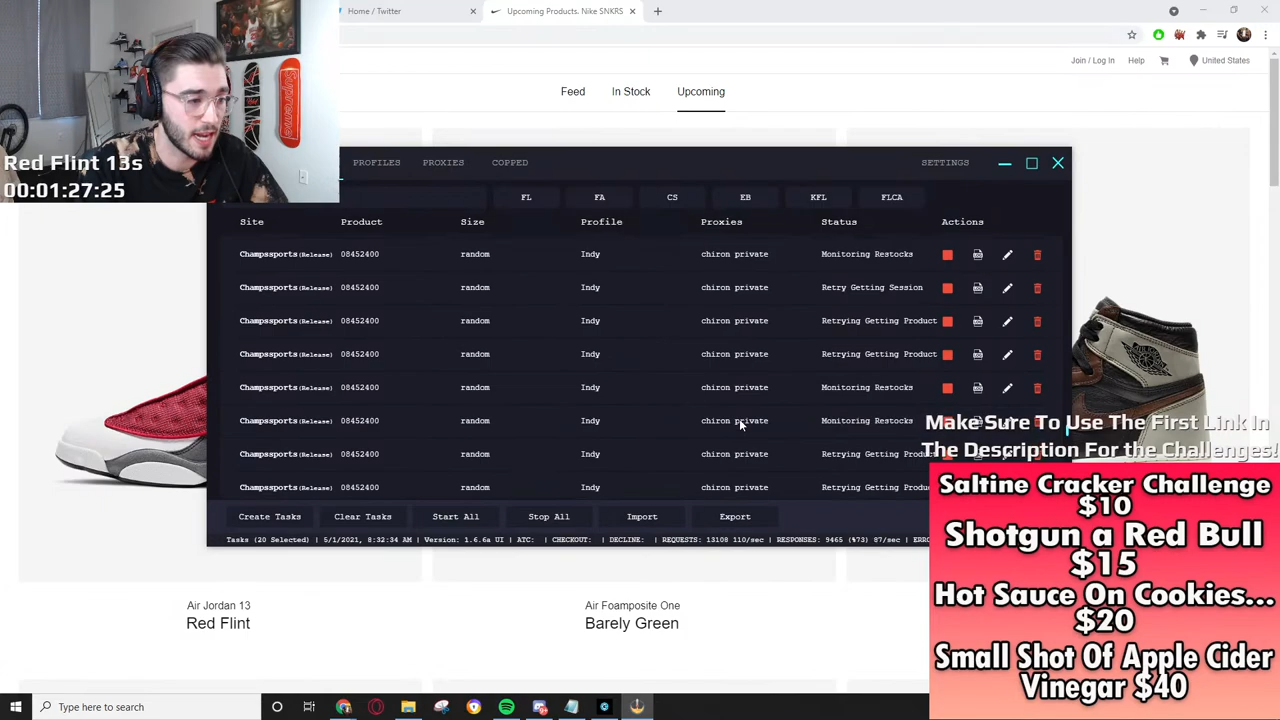 Home / Twitter
Upcoming Products. Nike SNKRS
Join / Log In Help United States
Feed In Stock Upcoming
Red Flint 13s
00:01:27:25
PROFILES PROXIES COPPED SETTINGS
FL FA CS EB KFL FLCA
Site Product Size Profile Proxies Status Actions
Champssports(Release) 08452400 random Indy chiron private Monitoring Restocks
Champssports(Release) 08452400 random Indy chiron private Retry Getting Session
Champssports(Release) 08452400 random Indy chiron private Retrying Getting Product
Champssports(Release) 08452400 random Indy chiron private Retrying Getting Product
Champssports(Release) 08452400 random Indy chiron private Monitoring Restocks
Champssports(Release) 08452400 random Indy chiron private Monitoring Restocks
Champssports(Release) 08452400 random Indy chiron private Retrying Getting Produ
Champssports(Release) 08452400 random Indy chiron private Retrying Getting Produ
Create Tasks Clear Tasks Start All Stop All Import Export
Tasks (20 Selected) | 5/1/2021, 8:32:34 AM | Version: 1.6.6a UI | ATC: | CHECKOUT: | DECLINE: | REQUESTS: 13108 110/sec | RESPONSES: 9465 (%73) 87/sec | ERRO
Make Sure To Use The First Link In
The Description For the Challenges!
Saltine Cracker Challenge
$10
Shotgun a Red Bull
$15
Hot Sauce On Cookies...
$20
Small Shot Of Apple Cider
Vinegar $40
Air Jordan 13
Red Flint
Air Foamposite One
Barely Green
Type here to search